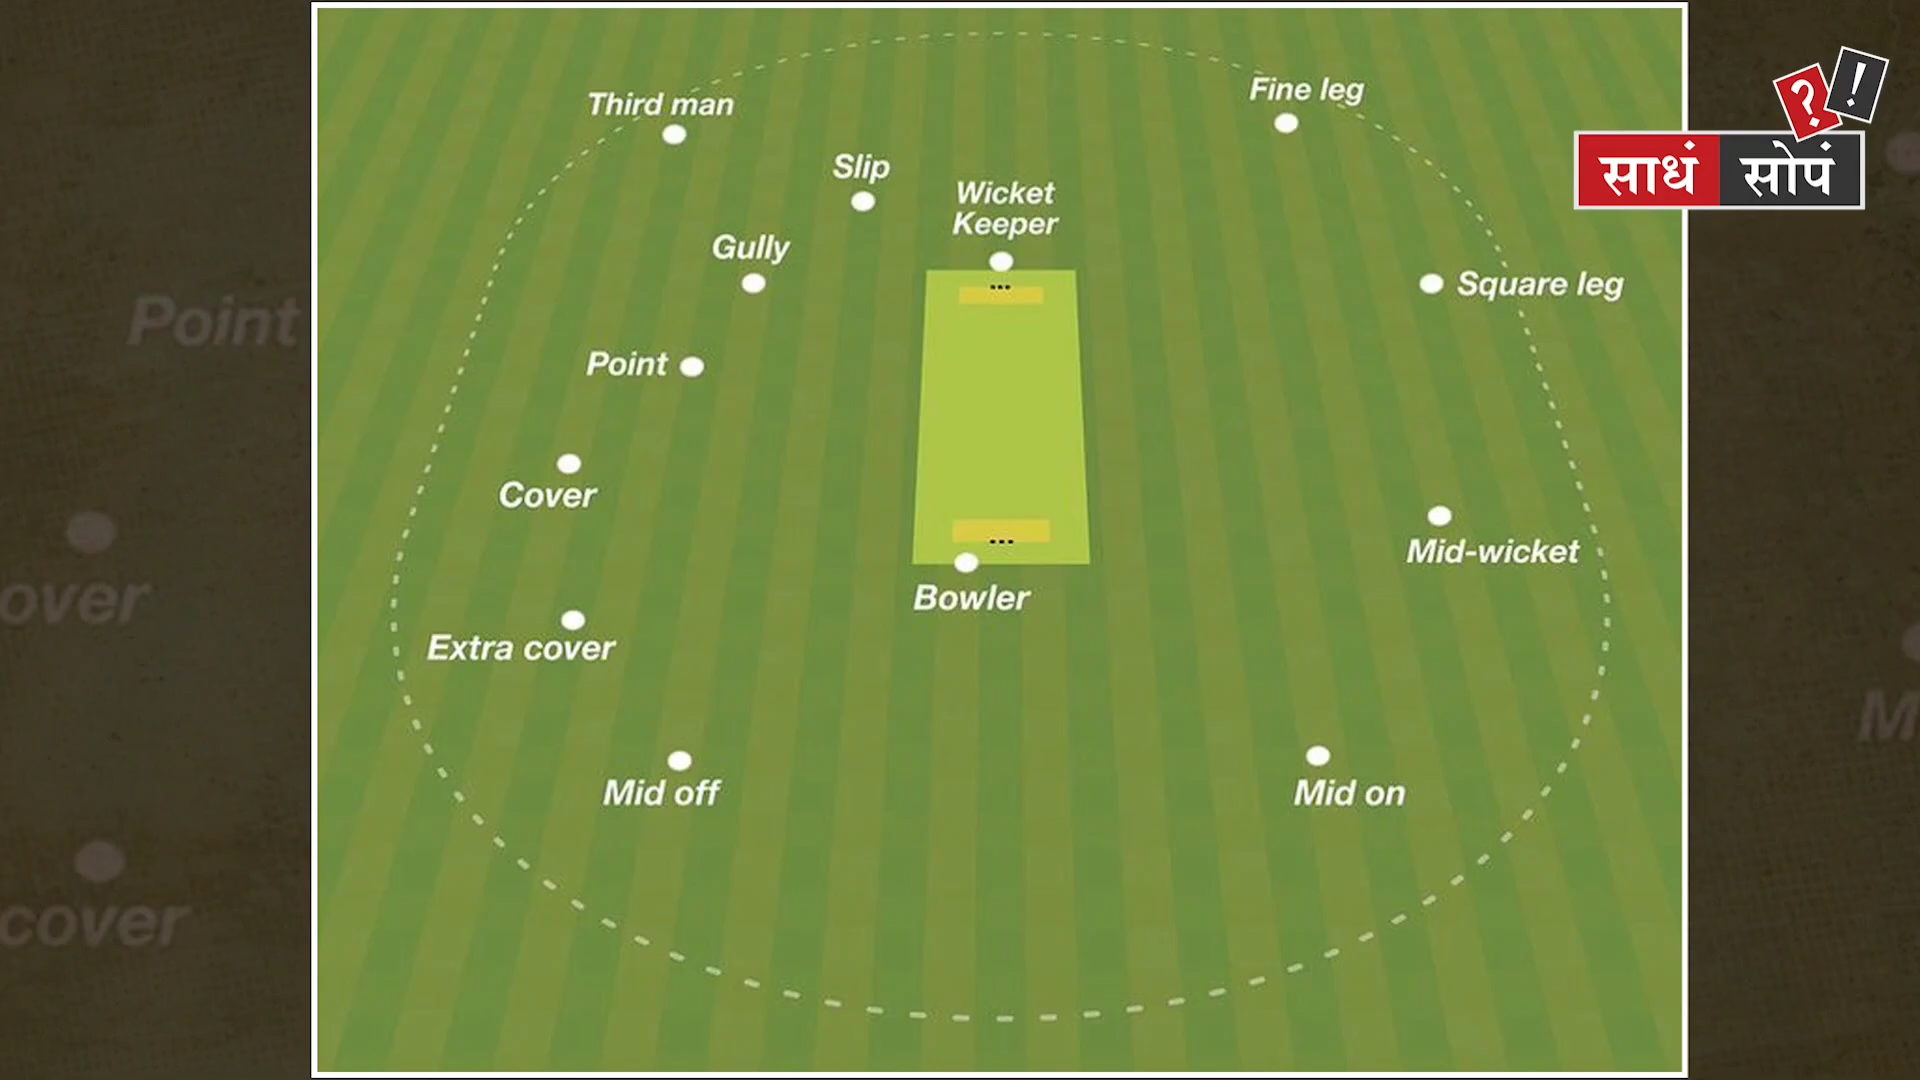 Third man
Fine leg
? !
साधं सोपं
Slip
Wicket
Keeper
Gully
Square leg
Point
Point
Cover
Mid-wicket
Bowler
over
Extra cover
M
Mid off
Mid on
cover